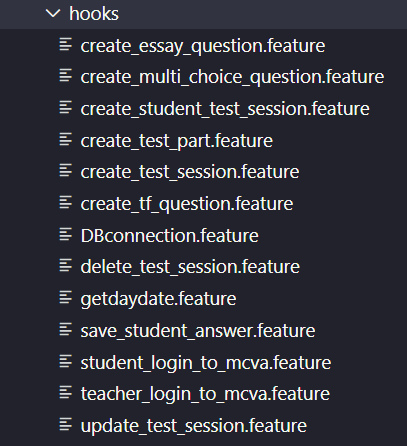 hooks
create_essay_question.feature
create_multi_choice_question.feature
create_student_test_session.feature
create_test_part.feature
create_test_session.feature
create_tf_question.feature
DBconnection.feature
delete_test_session.feature
getdaydate.feature
save_student_answer.feature
student_login_to_mcva.feature
teacher_login_to_mcva.feature
update_test_session.feature